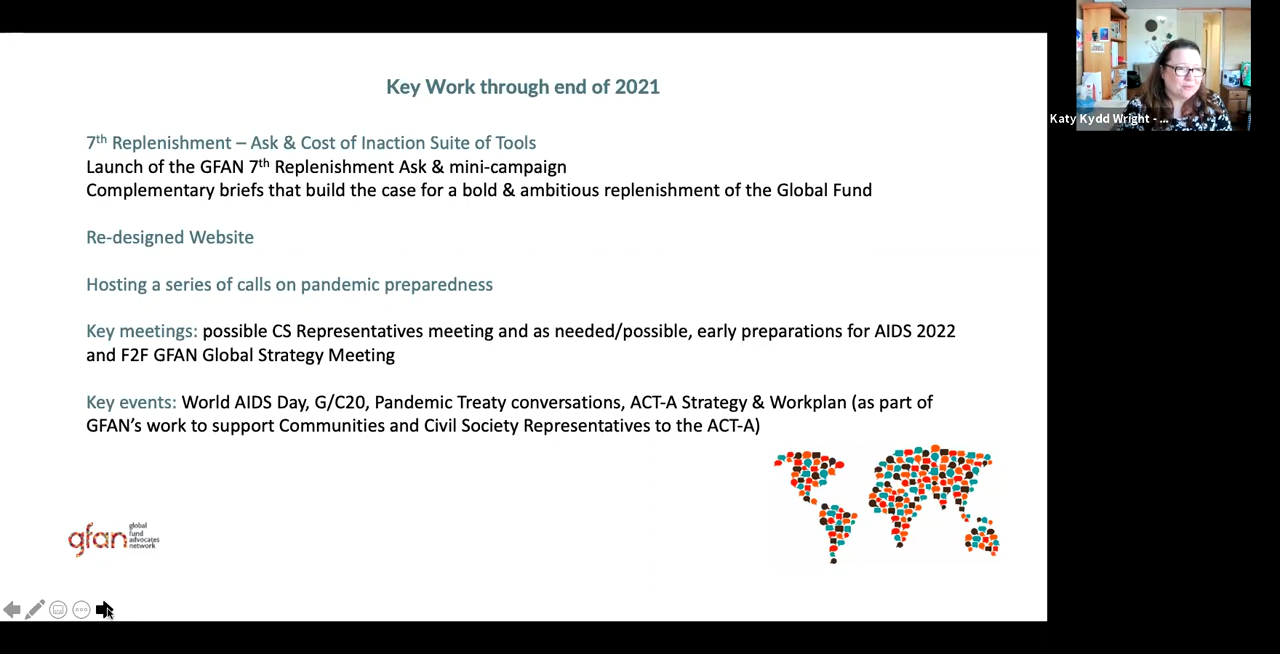 Key Work through end of 2021
7th Replenishment – Ask & Cost of Inaction Suite of Tools
Launch of the GFAN 7th Replenishment Ask & mini-campaign
Complementary briefs that build the case for a bold & ambitious replenishment of the Global Fund
Re-designed Website
Hosting a series of calls on pandemic preparedness
Key meetings: possible CS Representatives meeting and as needed/possible, early preparations for AIDS 2022
and F2F GFAN Global Strategy Meeting
Key events: World AIDS Day, G/C20, Pandemic Treaty conversations, ACT-A Strategy & Workplan (as part of
GFAN’s work to support Communities and Civil Society Representatives to the ACT-A)
gfan
global
fund
advocates
network
Katy Kydd Wright - ...